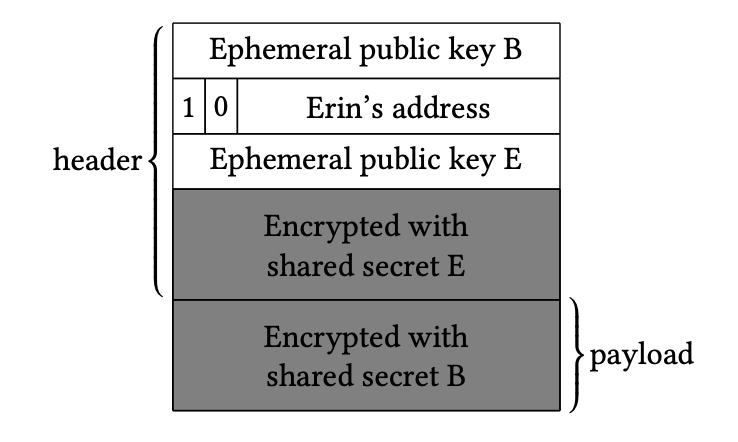 Ephemeral public key B
1 0 Erin’s address
header
Ephemeral public key E
Encrypted with
shared secret E
Encrypted with
shared secret B
payload